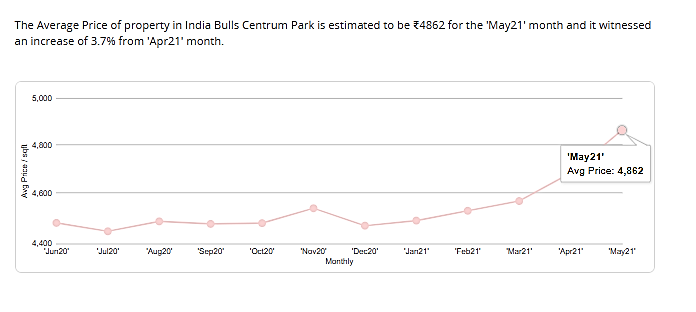 The Average Price of property in India Bulls Centrum Park is estimated to be ₹4862 for the 'May21' month and it witnessed
an increase of 3.7% from 'Apr21' month.
5,000
4,800
4,600
4,400
Avg Price / sqft
'May21'
Avg Price: 4,862
'Jun20' 'Jul20' 'Aug20' 'Sep20' 'Oct20' 'Nov20' 'Dec20' 'Jan21' 'Feb21' 'Mar21' 'Apr21' 'May21'
Monthly